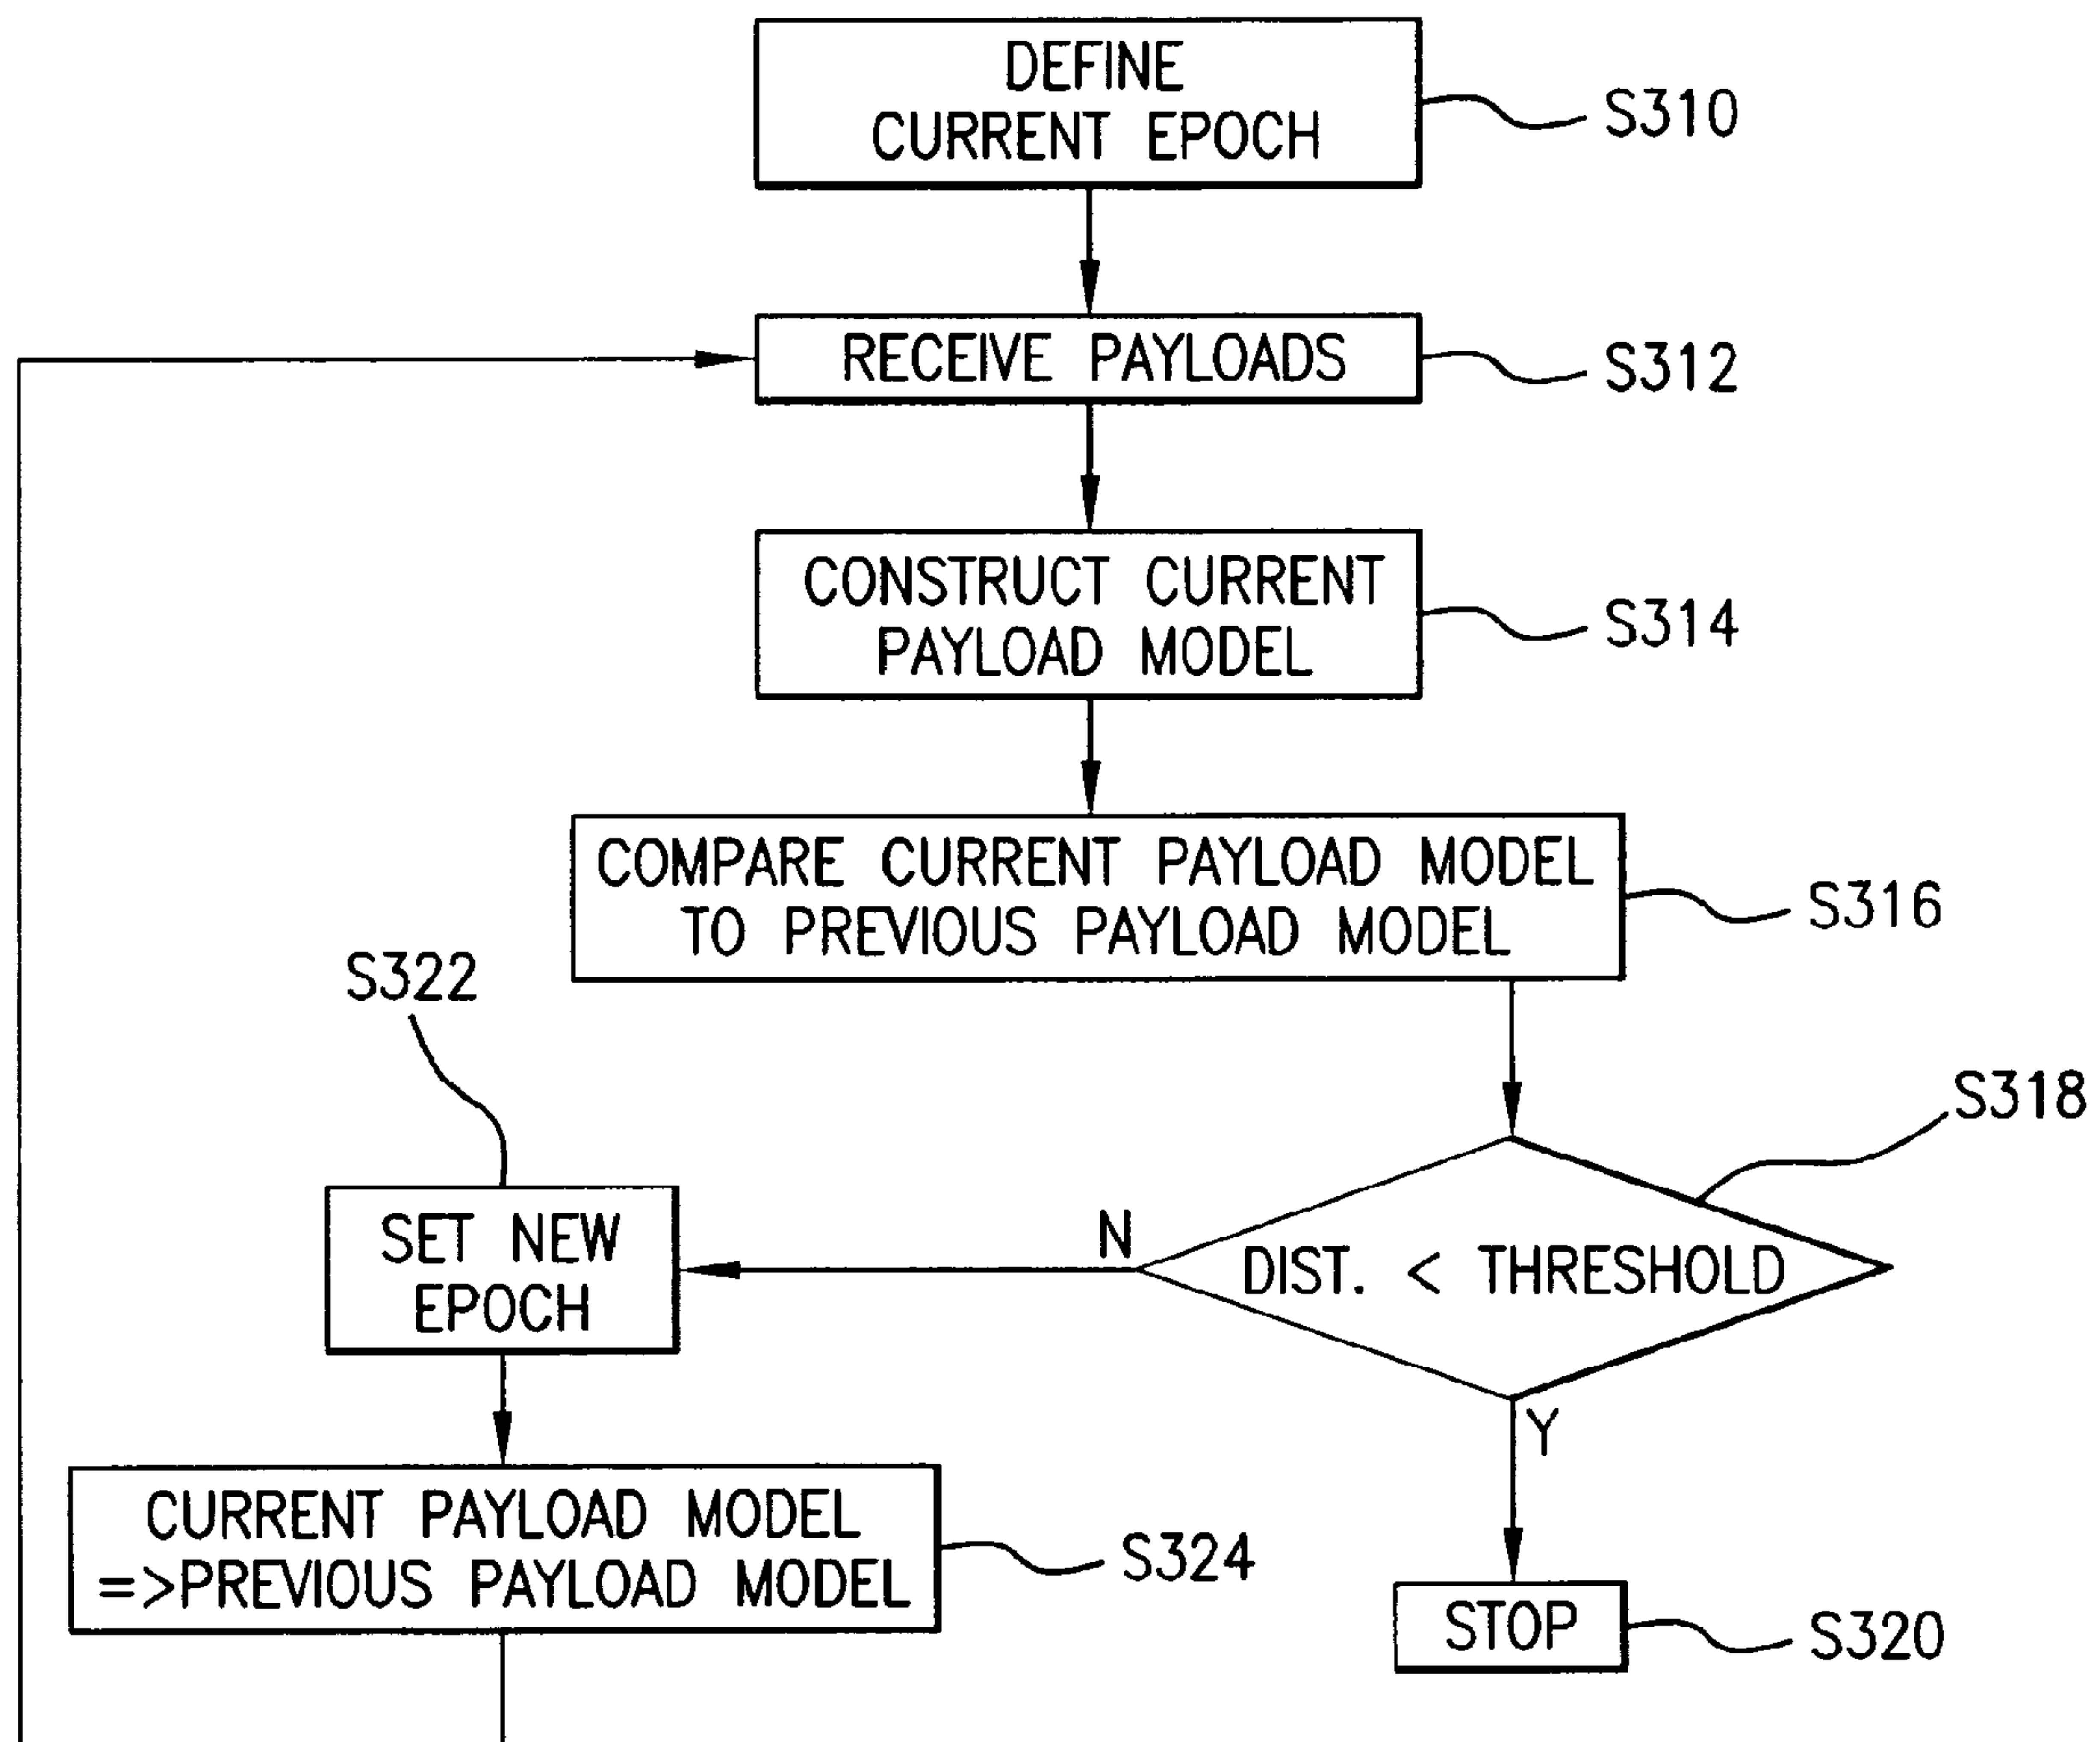 DEFINE
CURRENT EPOCH
S310
RECEIVE PAYLOADS
S312
CONSTRUCT CURRENT
PAYLOAD MODEL
S314
COMPARE CURRENT PAYLOAD MODEL
TO PREVIOUS PAYLOAD MODEL
S316
S322
S318
SET NEW
EPOCH
N
DIST. < THRESHOLD
Y
CURRENT PAYLOAD MODEL
=>PREVIOUS PAYLOAD MODEL
S324
STOP
S320